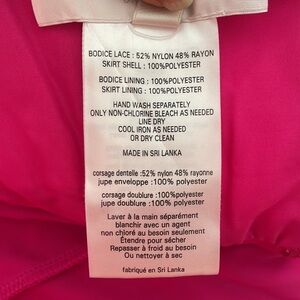 BODICE LACE : 52% NYLON 48% RAYON
SKIRT SHELL : 100%POLYESTER
BODICE LINING : 100%POLYESTER
SKIRT LINING : 100%POLYESTER
HAND WASH SEPARATELY
ONLY NON-CHLORINE BLEACH AS NEEDED
LINE DRY
COOL IRON AS NEEDED
OR DRY CLEAN
MADE IN SRI LANKA
corsage dentelle :52% nylon 48% rayonne
jupe enveloppe :100% polyester
corsage doublure :100% polyester
jupe doublure :100% polyester
Laver à la main séparément
blanchir avec un agent
non chloré au besoin seulement
Étendre pour sécher
Repasser à froid au besoin
Ou nettoyer à sec
fabriqué en Sri Lanka